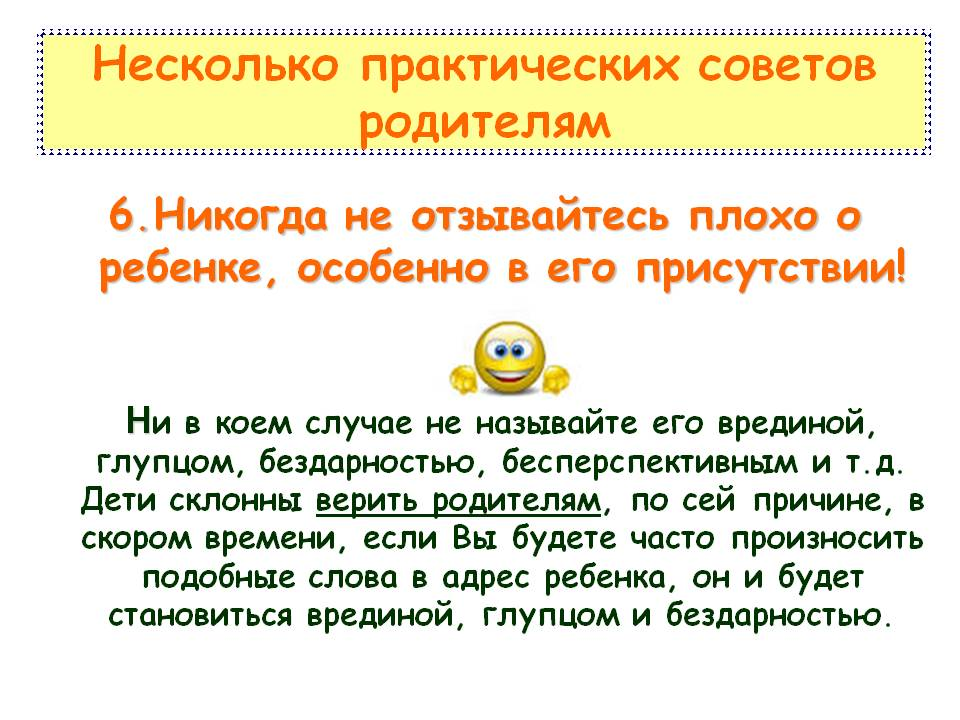 Несколько практических советов
родителям
6.Никогда не отзывайтесь плохо о
ребенке, особенно в его присутствии!
Ни в коем случае не называйте его врединой,
глупцом, бездарностью, бесперспективным и т.д.
Дети склонны верить родителям, по сей причине, в
скором времени, если Вы будете часто произносить
подобные слова в адрес ребенка, он и будет
становиться врединой, глупцом и бездарностью.